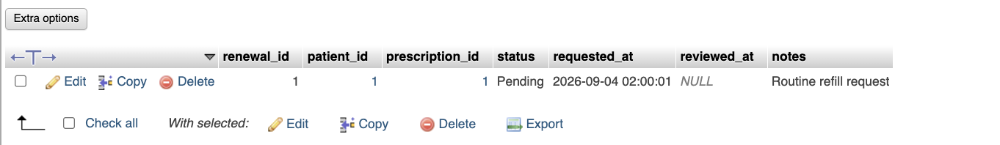 Extra options
←T→ renewal_id patient_id prescription_id status requested_at reviewed_at notes
Edit Copy Delete 1 1 1 Pending 2026-09-04 02:00:01 NULL Routine refill request
Check all With selected: Edit Copy Delete Export